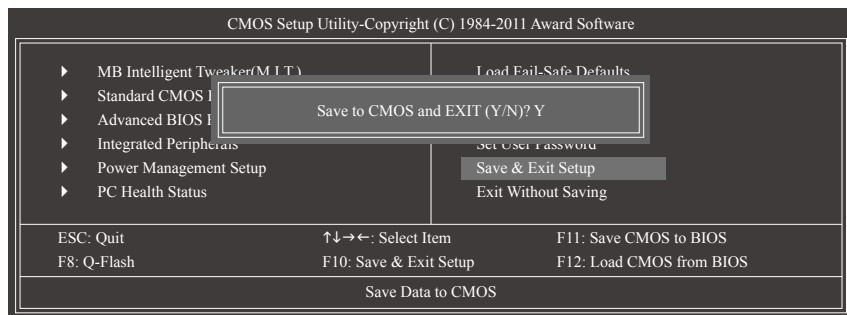 CMOS Setup Utility-Copyright (C) 1984-2011 Award Software
MB Intelligent Tweaker(M.I.T.)
Standard CMOS
Advanced BIOS
Integrated Peripherals
Power Management Setup
PC Health Status
Load Fail-Safe Defaults
Set User Password
Save & Exit Setup
Exit Without Saving
Save to CMOS and EXIT (Y/N)? Y
ESC: Quit ↑↓→←: Select Item F11: Save CMOS to BIOS
F8: Q-Flash F10: Save & Exit Setup F12: Load CMOS from BIOS
Save Data to CMOS